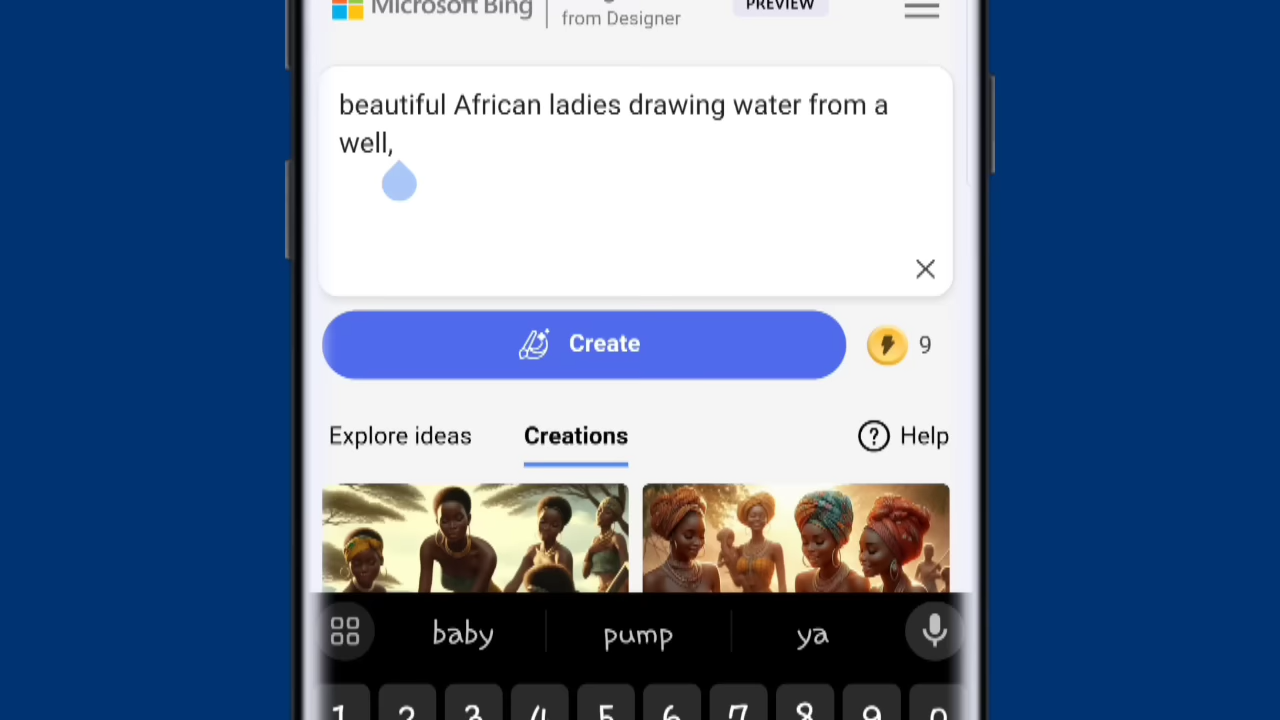 Microsoft Bing
from Designer
PREVIEW
beautiful African ladies drawing water from a
well,
Create
9
Explore ideas
Creations
Help
baby
pump
ya
1 2 3 4 5 6 7 8 9 0